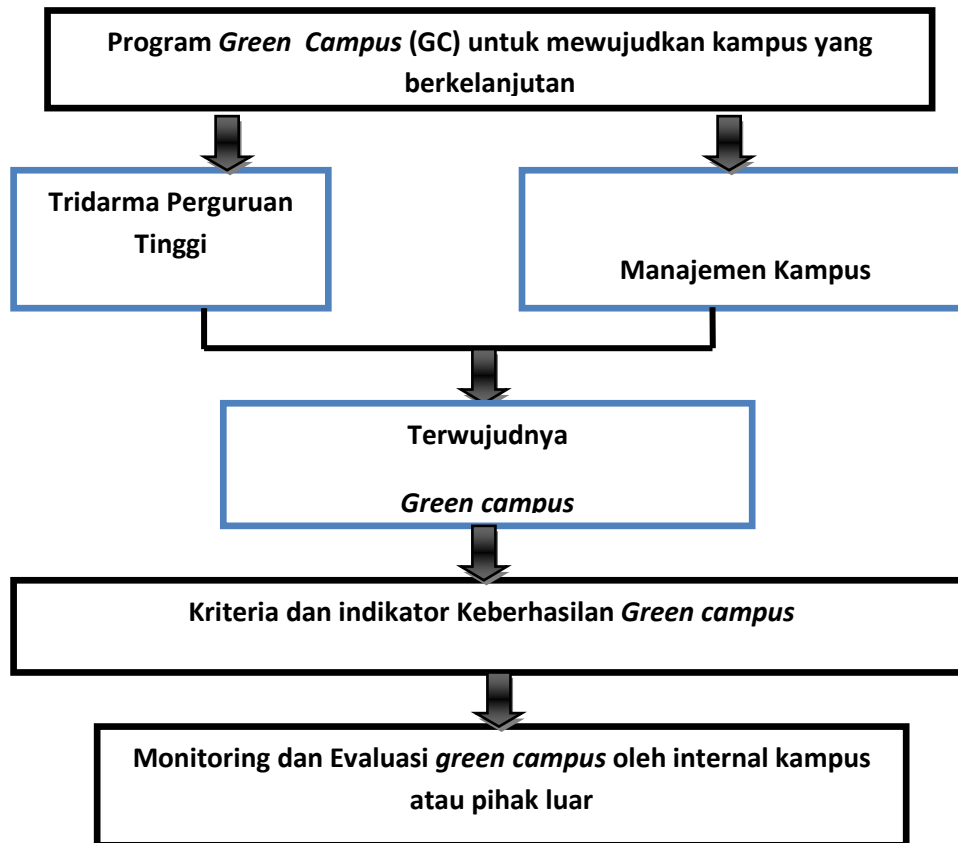 Program Green Campus (GC) untuk mewujudkan kampus yang
berkelanjutan
Tridarma Perguruan
Tinggi
Manajemen Kampus
Terwujudnya
Green campus
Kriteria dan indikator Keberhasilan Green campus
Monitoring dan Evaluasi green campus oleh internal kampus
atau pihak luar